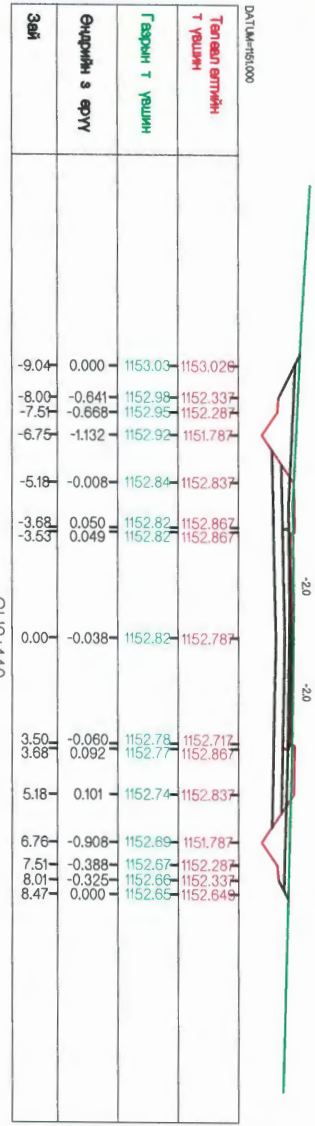 DATUM=1151.000
-2.0 -2.0
Төлөвлөлтийн
т үвшин
1153.026 1152.337 1152.287 1151.787 1152.837 1152.867 1152.867 1152.787 1152.717 1152.867 1152.837 1151.787 1152.287 1152.337 1152.649
Газрын т үвшин
1153.03 1152.98 1152.95 1152.92 1152.84 1152.82 1152.82 1152.82 1152.78 1152.77 1152.74 1152.69 1152.67 1152.66 1152.65
Өндрийн з өрүү
0.000 -0.641 -0.668 -1.132 -0.008 0.050 0.049 -0.038 -0.060 0.092 0.101 -0.908 -0.388 -0.325 0.000
Зай
-9.04 -8.00 -7.51 -6.75 -5.18 -3.68 -3.53 0.00 3.50 3.68 5.18 6.76 7.51 8.01 8.47